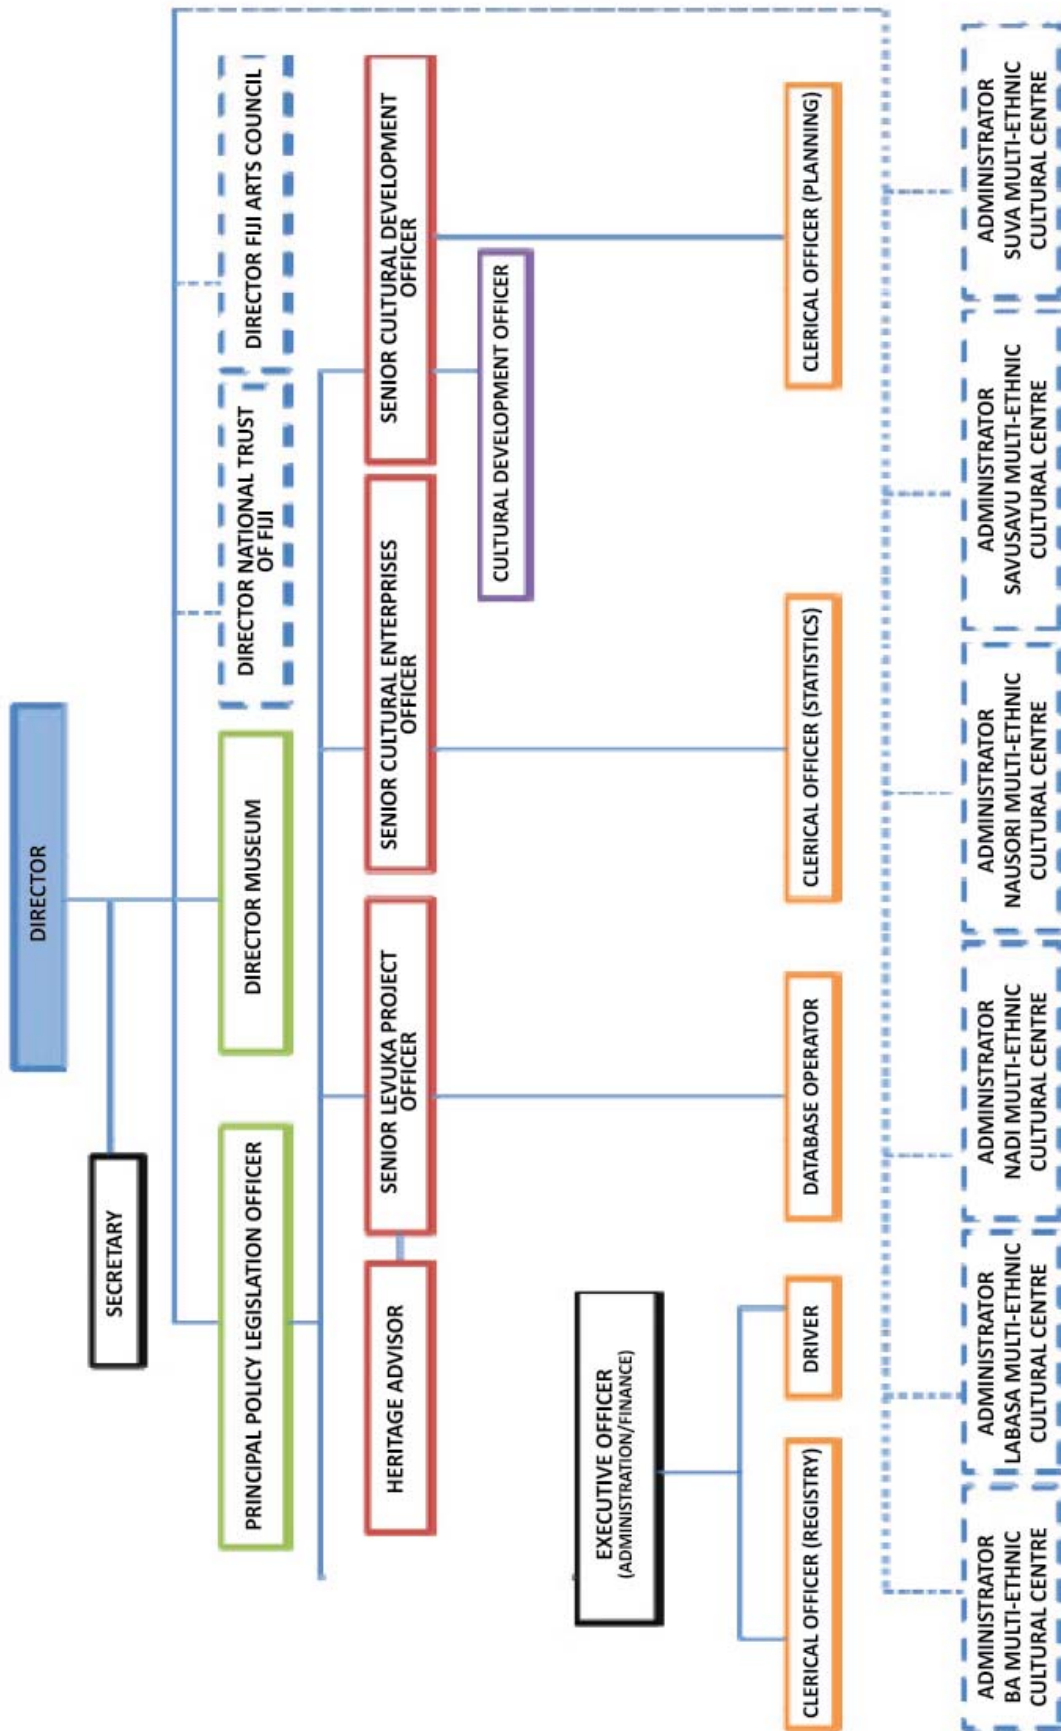 DIRECTOR
SECRETARY
PRINCIPAL POLICY LEGISLATION OFFICER
DIRECTOR MUSEUM
DIRECTOR NATIONAL TRUST
OF FIJI
DIRECTOR FIJI ARTS COUNCIL
HERITAGE ADVISOR
SENIOR LEVUKA PROJECT
OFFICER
SENIOR CULTURAL ENTERPRISES
OFFICER
SENIOR CULTURAL DEVELOPMENT
OFFICER
CULTURAL DEVELOPMENT OFFICER
EXECUTIVE OFFICER
(ADMINISTRATION/FINANCE)
CLERICAL OFFICER (REGISTRY)
DRIVER
DATABASE OPERATOR
CLERICAL OFFICER (STATISTICS)
CLERICAL OFFICER (PLANNING)
ADMINISTRATOR
BA MULTI-ETHNIC
CULTURAL CENTRE
ADMINISTRATOR
LABASA MULTI-ETHNIC
CULTURAL CENTRE
ADMINISTRATOR
NADI MULTI-ETHNIC
CULTURAL CENTRE
ADMINISTRATOR
NAUSORI MULTI-ETHNIC
CULTURAL CENTRE
ADMINISTRATOR
SAVUSAVU MULTI-ETHNIC
CULTURAL CENTRE
ADMINISTRATOR
SUVA MULTI-ETHNIC
CULTURAL CENTRE